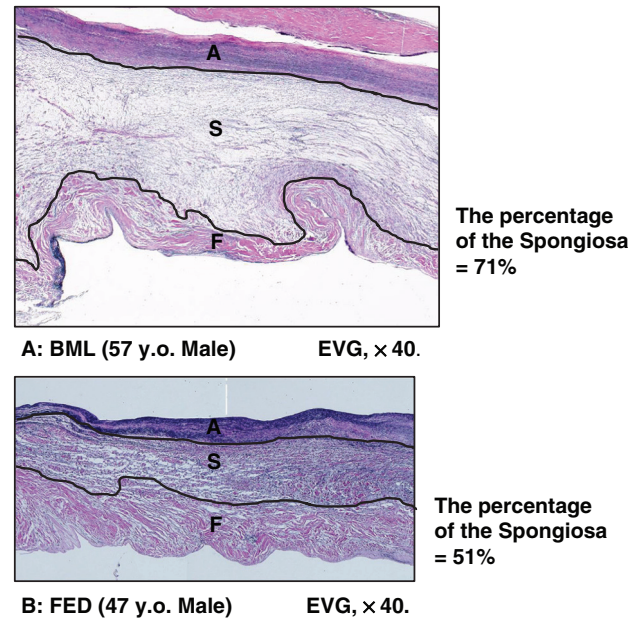 A
S
F
The percentage
of the Spongiosa
= 71%
A: BML (57 y.o. Male) EVG, × 40.
A
S
F
The percentage
of the Spongiosa
= 51%
B: FED (47 y.o. Male) EVG, × 40.